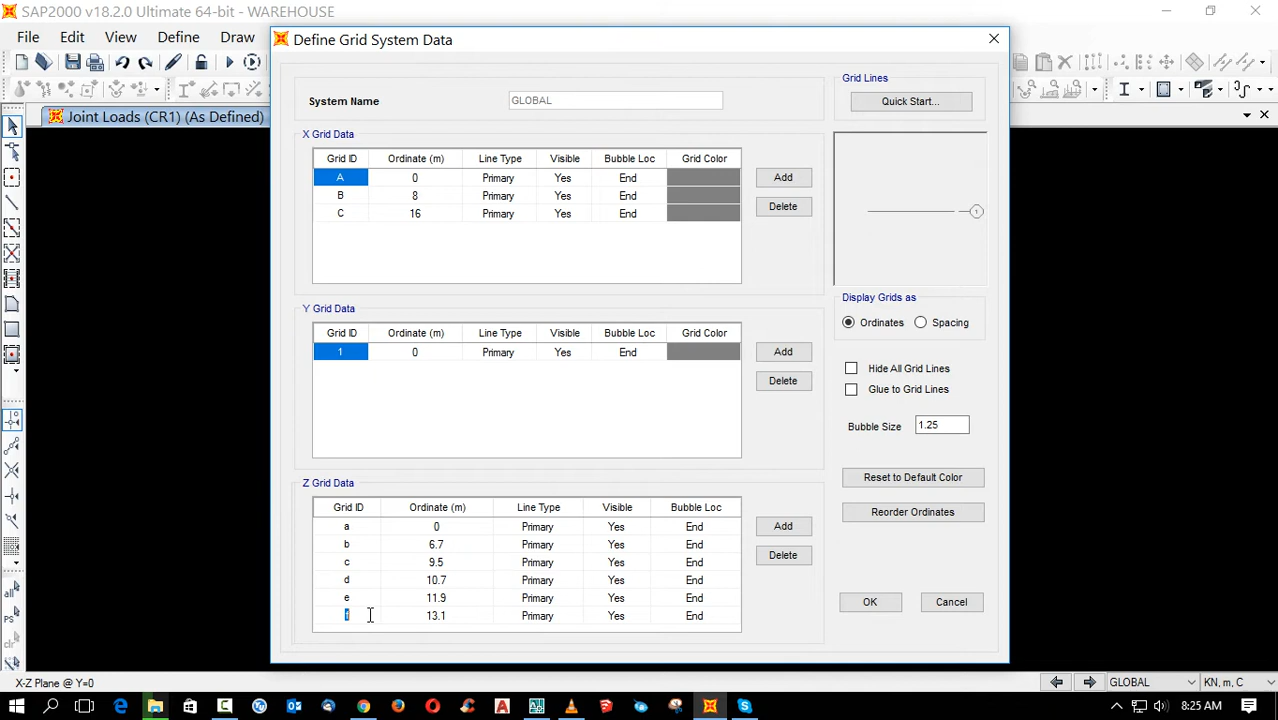 SAP2000 v18.2.0 Ultimate 64-bit - WAREHOUSE
File Edit View Define Draw
Joint Loads (CR1) (As Defined)
Define Grid System Data
System Name GLOBAL
Grid Lines
Quick Start...
X Grid Data
Grid ID Ordinate (m) Line Type Visible Bubble Loc Grid Color
A 0 Primary Yes End
B 8 Primary Yes End
C 16 Primary Yes End
Add
Delete
1
Y Grid Data
Grid ID Ordinate (m) Line Type Visible Bubble Loc Grid Color
1 0 Primary Yes End
Add
Delete
Display Grids as
Ordinates Spacing
Hide All Grid Lines
Glue to Grid Lines
Bubble Size 1.25
Reset to Default Color
Reorder Ordinates
Z Grid Data
Grid ID Ordinate (m) Line Type Visible Bubble Loc
a 0 Primary Yes End
b 6.7 Primary Yes End
c 9.5 Primary Yes End
d 10.7 Primary Yes End
e 11.9 Primary Yes End
f 13.1 Primary Yes End
Add
Delete
OK Cancel
PS
clr
all
X-Z Plane @ Y=0
GLOBAL KN, m, C
8:25 AM